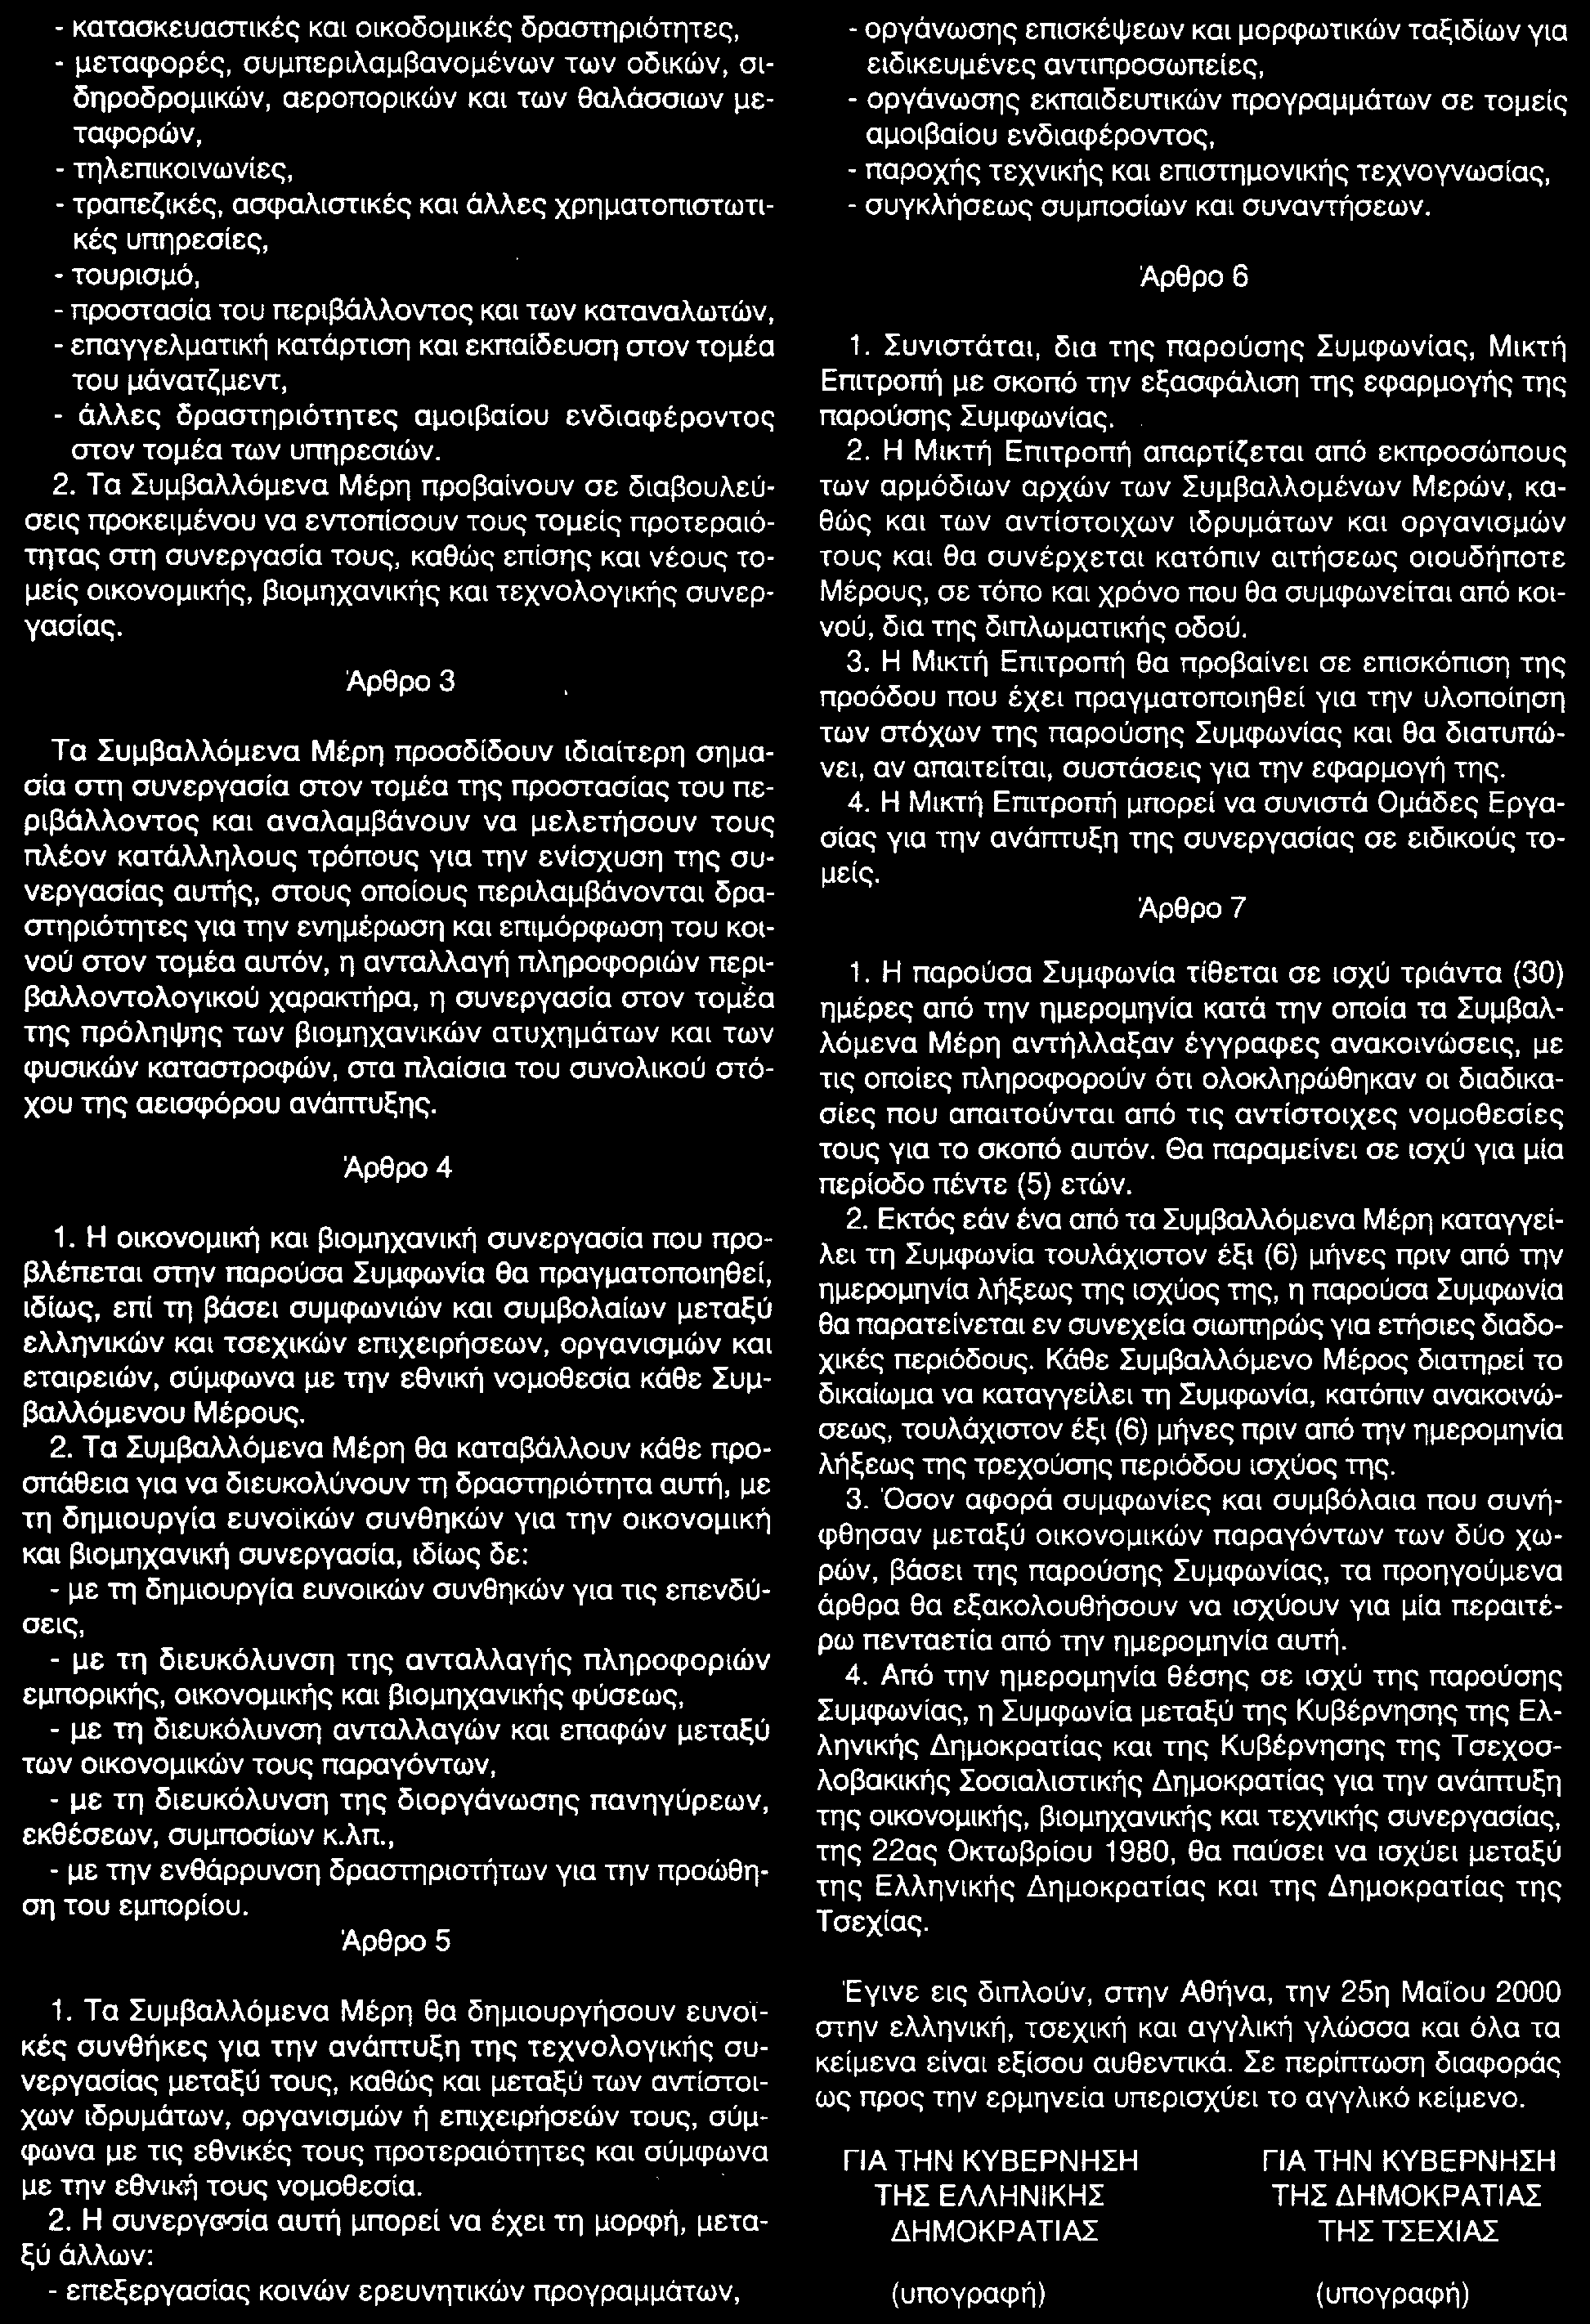 - κατασκευαστικές και οικοδομικές δραστηριότητες,
- μεταφορές, συμπεριλαμβανομένων των οδικών, σι-
δηροδρομικών, αεροπορικών και των θαλάσσιων με-
ταφορών,
- τηλεπικοινωνίες,
- τραπεζικές, ασφαλιστικές και άλλες χρηματοπιστωτι-
κές υπηρεσίες,
- τουρισμό,
- προστασία του περιβάλλοντος και των καταναλωτών,
- επαγγελματική κατάρτιση και εκπαίδευση στον τομέα
του μάνατζμεντ,
- άλλες δραστηριότητες αμοιβαίου ενδιαφέροντος
στον τομέα των υπηρεσιών.
2. Τα Συμβαλλόμενα Μέρη προβαίνουν σε διαβουλεύ-
σεις προκειμένου να εντοπίσουν τους τομείς προτεραιό-
τητας στη συνεργασία τους, καθώς επίσης και νέους το-
μείς οικονομικής, βιομηχανικής και τεχνολογικής συνερ-
γασίας.
Άρθρο 3
Τα Συμβαλλόμενα Μέρη προσδίδουν ιδιαίτερη σημα-
σία στη συνεργασία στον τομέα της προστασίας του πε-
ριβάλλοντος και αναλαμβάνουν να μελετήσουν τους
πλέον κατάλληλους τρόπους για την ενίσχυση της συ-
νεργασίας αυτής, στους οποίους περιλαμβάνονται δρα-
στηριότητες για την ενημέρωση και επιμόρφωση του κοι-
νού στον τομέα αυτόν, η ανταλλαγή πληροφοριών περι-
βαλλοντολογικού χαρακτήρα, η συνεργασία στον τομέα
της πρόληψης των βιομηχανικών ατυχημάτων και των
φυσικών καταστροφών, στα πλαίσια του συνολικού στό-
χου της αεισφόρου ανάπτυξης.
Άρθρο 4
1. Η οικονομική και βιομηχανική συνεργασία που προ-
βλέπεται στην παρούσα Συμφωνία θα πραγματοποιηθεί,
ιδίως, επί τη βάσει συμφωνιών και συμβολαίων μεταξύ
ελληνικών και τσεχικών επιχειρήσεων, οργανισμών και
εταιρειών, σύμφωνα με την εθνική νομοθεσία κάθε Συμ-
βαλλόμενου Μέρους.
2. Τα Συμβαλλόμενα Μέρη θα καταβάλλουν κάθε προ-
σπάθεια για να διευκολύνουν τη δραστηριότητα αυτή, με
τη δημιουργία ευνοϊκών συνθηκών για την οικονομική
και βιομηχανική συνεργασία, ιδίως δε:
- με τη δημιουργία ευνοικών συνθηκών για τις επενδύ-
σεις,
- με τη διευκόλυνση της ανταλλαγής πληροφοριών
εμπορικής, οικονομικής και βιομηχανικής φύσεως,
- με τη διευκόλυνση ανταλλαγών και επαφών μεταξύ
των οικονομικών τους παραγόντων,
- με τη διευκόλυνση της διοργάνωσης πανηγύρεων,
εκθέσεων, συμποσίων κ.λπ.,
- με την ενθάρρυνση δραστηριοτήτων για την προώθη-
ση του εμπορίου.
Άρθρο 5
1. Τα Συμβαλλόμενα Μέρη θα δημιουργήσουν ευνοϊ-
κές συνθήκες για την ανάπτυξη της τεχνολογικής συ-
νεργασίας μεταξύ τους, καθώς και μεταξύ των αντίστοι-
χων ιδρυμάτων, οργανισμών ή επιχειρήσεών τους, σύμ-
φωνα με τις εθνικές τους προτεραιότητες και σύμφωνα
με την εθνική τους νομοθεσία.
2. Η συνεργασία αυτή μπορεί να έχει τη μορφή, μετα-
ξύ άλλων:
- επεξεργασίας κοινών ερευνητικών προγραμμάτων,
- οργάνωσης επισκέψεων και μορφωτικών ταξιδίων για
ειδικευμένες αντιπροσωπείες,
- οργάνωσης εκπαιδευτικών προγραμμάτων σε τομείς
αμοιβαίου ενδιαφέροντος,
- παροχής τεχνικής και επιστημονικής τεχνογνωσίας,
- συγκλήσεως συμποσίων και συναντήσεων.
Άρθρο 6
1. Συνιστάται, δια της παρούσης Συμφωνίας, Μικτή
Επιτροπή με σκοπό την εξασφάλιση της εφαρμογής της
παρούσης Συμφωνίας.
2. Η Μικτή Επιτροπή απαρτίζεται από εκπροσώπους
των αρμόδιων αρχών των Συμβαλλομένων Μερών, κα-
θώς και των αντίστοιχων ιδρυμάτων και οργανισμών
τους και θα συνέρχεται κατόπιν αιτήσεως οιουδήποτε
Μέρους, σε τόπο και χρόνο που θα συμφωνείται από κοι-
νού, δια της διπλωματικής οδού.
3. Η Μικτή Επιτροπή θα προβαίνει σε επισκόπιση της
προόδου που έχει πραγματοποιηθεί για την υλοποίηση
των στόχων της παρούσης Συμφωνίας και θα διατυπώ-
νει, αν απαιτείται, συστάσεις για την εφαρμογή της.
4. Η Μικτή Επιτροπή μπορεί να συνιστά Ομάδες Εργα-
σίας για την ανάπτυξη της συνεργασίας σε ειδικούς το-
μείς.
Άρθρο 7
1. Η παρούσα Συμφωνία τίθεται σε ισχύ τριάντα (30)
ημέρες από την ημερομηνία κατά την οποία τα Συμβαλ-
λόμενα Μέρη αντήλλαξαν έγγραφες ανακοινώσεις, με
τις οποίες πληροφορούν ότι ολοκληρώθηκαν οι διαδικα-
σίες που απαιτούνται από τις αντίστοιχες νομοθεσίες
τους για το σκοπό αυτόν. Θα παραμείνει σε ισχύ για μία
περίοδο πέντε (5) ετών.
2. Εκτός εάν ένα από τα Συμβαλλόμενα Μέρη καταγγεί-
λει τη Συμφωνία τουλάχιστον έξι (6) μήνες πριν από την
ημερομηνία λήξεως της ισχύος της, η παρούσα Συμφωνία
θα παρατείνεται εν συνεχεία σιωπηρώς για ετήσιες διαδο-
χικές περιόδους. Κάθε Συμβαλλόμενο Μέρος διατηρεί το
δικαίωμα να καταγγείλει τη Συμφωνία, κατόπιν ανακοινώ-
σεως, τουλάχιστον έξι (6) μήνες πριν από την ημερομηνία
λήξεως της τρεχούσης περιόδου ισχύος της.
3. Όσον αφορά συμφωνίες και συμβόλαια που συνή-
φθησαν μεταξύ οικονομικών παραγόντων των δύο χω-
ρών, βάσει της παρούσης Συμφωνίας, τα προηγούμενα
άρθρα θα εξακολουθήσουν να ισχύουν για μία περαιτέ-
ρω πενταετία από την ημερομηνία αυτή.
4. Από την ημερομηνία θέσης σε ισχύ της παρούσης
Συμφωνίας, η Συμφωνία μεταξύ της Κυβέρνησης της Ελ-
ληνικής Δημοκρατίας και της Κυβέρνησης της Τσεχοσ-
λοβακικής Σοσιαλιστικής Δημοκρατίας για την ανάπτυξη
της οικονομικής, βιομηχανικής και τεχνικής συνεργασίας,
της 22ας Οκτωβρίου 1980, θα παύσει να ισχύει μεταξύ
της Ελληνικής Δημοκρατίας και της Δημοκρατίας της
Τσεχίας.
Έγινε εις διπλούν, στην Αθήνα, την 25η Μαΐου 2000
στην ελληνική, τσεχική και αγγλική γλώσσα και όλα τα
κείμενα είναι εξίσου αυθεντικά. Σε περίπτωση διαφοράς
ως προς την ερμηνεία υπερισχύει το αγγλικό κείμενο.
ΓΙΑ ΤΗΝ ΚΥΒΕΡΝΗΣΗ ΓΙΑ ΤΗΝ ΚΥΒΕΡΝΗΣΗ
ΤΗΣ ΕΛΛΗΝΙΚΗΣ ΤΗΣ ΔΗΜΟΚΡΑΤΙΑΣ
ΔΗΜΟΚΡΑΤΙΑΣ ΤΗΣ ΤΣΕΧΙΑΣ
(υπογραφή) (υπογραφή)